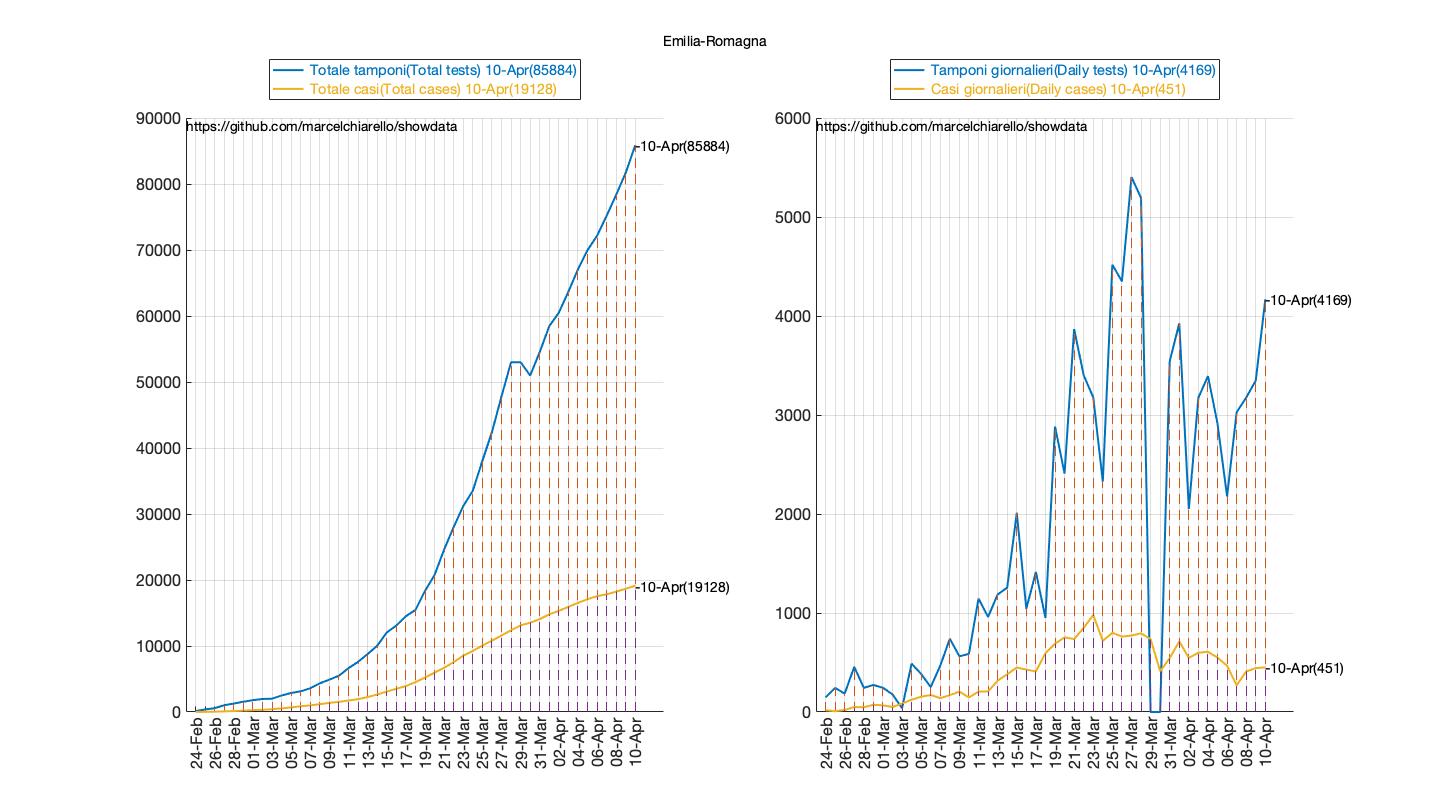 Emilia-Romagna
Totale tamponi(Total tests) 10-Apr(85884)
Totale casi(Total cases) 10-Apr(19128)
https://github.com/marcelchiarello/showdata
90000
80000
70000
60000
50000
40000
30000
20000
10000
0
10-Apr(85884)
10-Apr(19128)
24-Feb
26-Feb
28-Feb
01-Mar
03-Mar
05-Mar
07-Mar
09-Mar
11-Mar
13-Mar
15-Mar
17-Mar
19-Mar
21-Mar
23-Mar
25-Mar
27-Mar
29-Mar
31-Mar
02-Apr
04-Apr
06-Apr
08-Apr
10-Apr
Tamponi giornalieri(Daily tests) 10-Apr(4169)
Casi giornalieri(Daily cases) 10-Apr(451)
https://github.com/marcelchiarello/showdata
6000
5000
4000
3000
2000
1000
0
10-Apr(4169)
10-Apr(451)
24-Feb
26-Feb
28-Feb
01-Mar
03-Mar
05-Mar
07-Mar
09-Mar
11-Mar
13-Mar
15-Mar
17-Mar
19-Mar
21-Mar
23-Mar
25-Mar
27-Mar
29-Mar
31-Mar
02-Apr
04-Apr
06-Apr
08-Apr
10-Apr